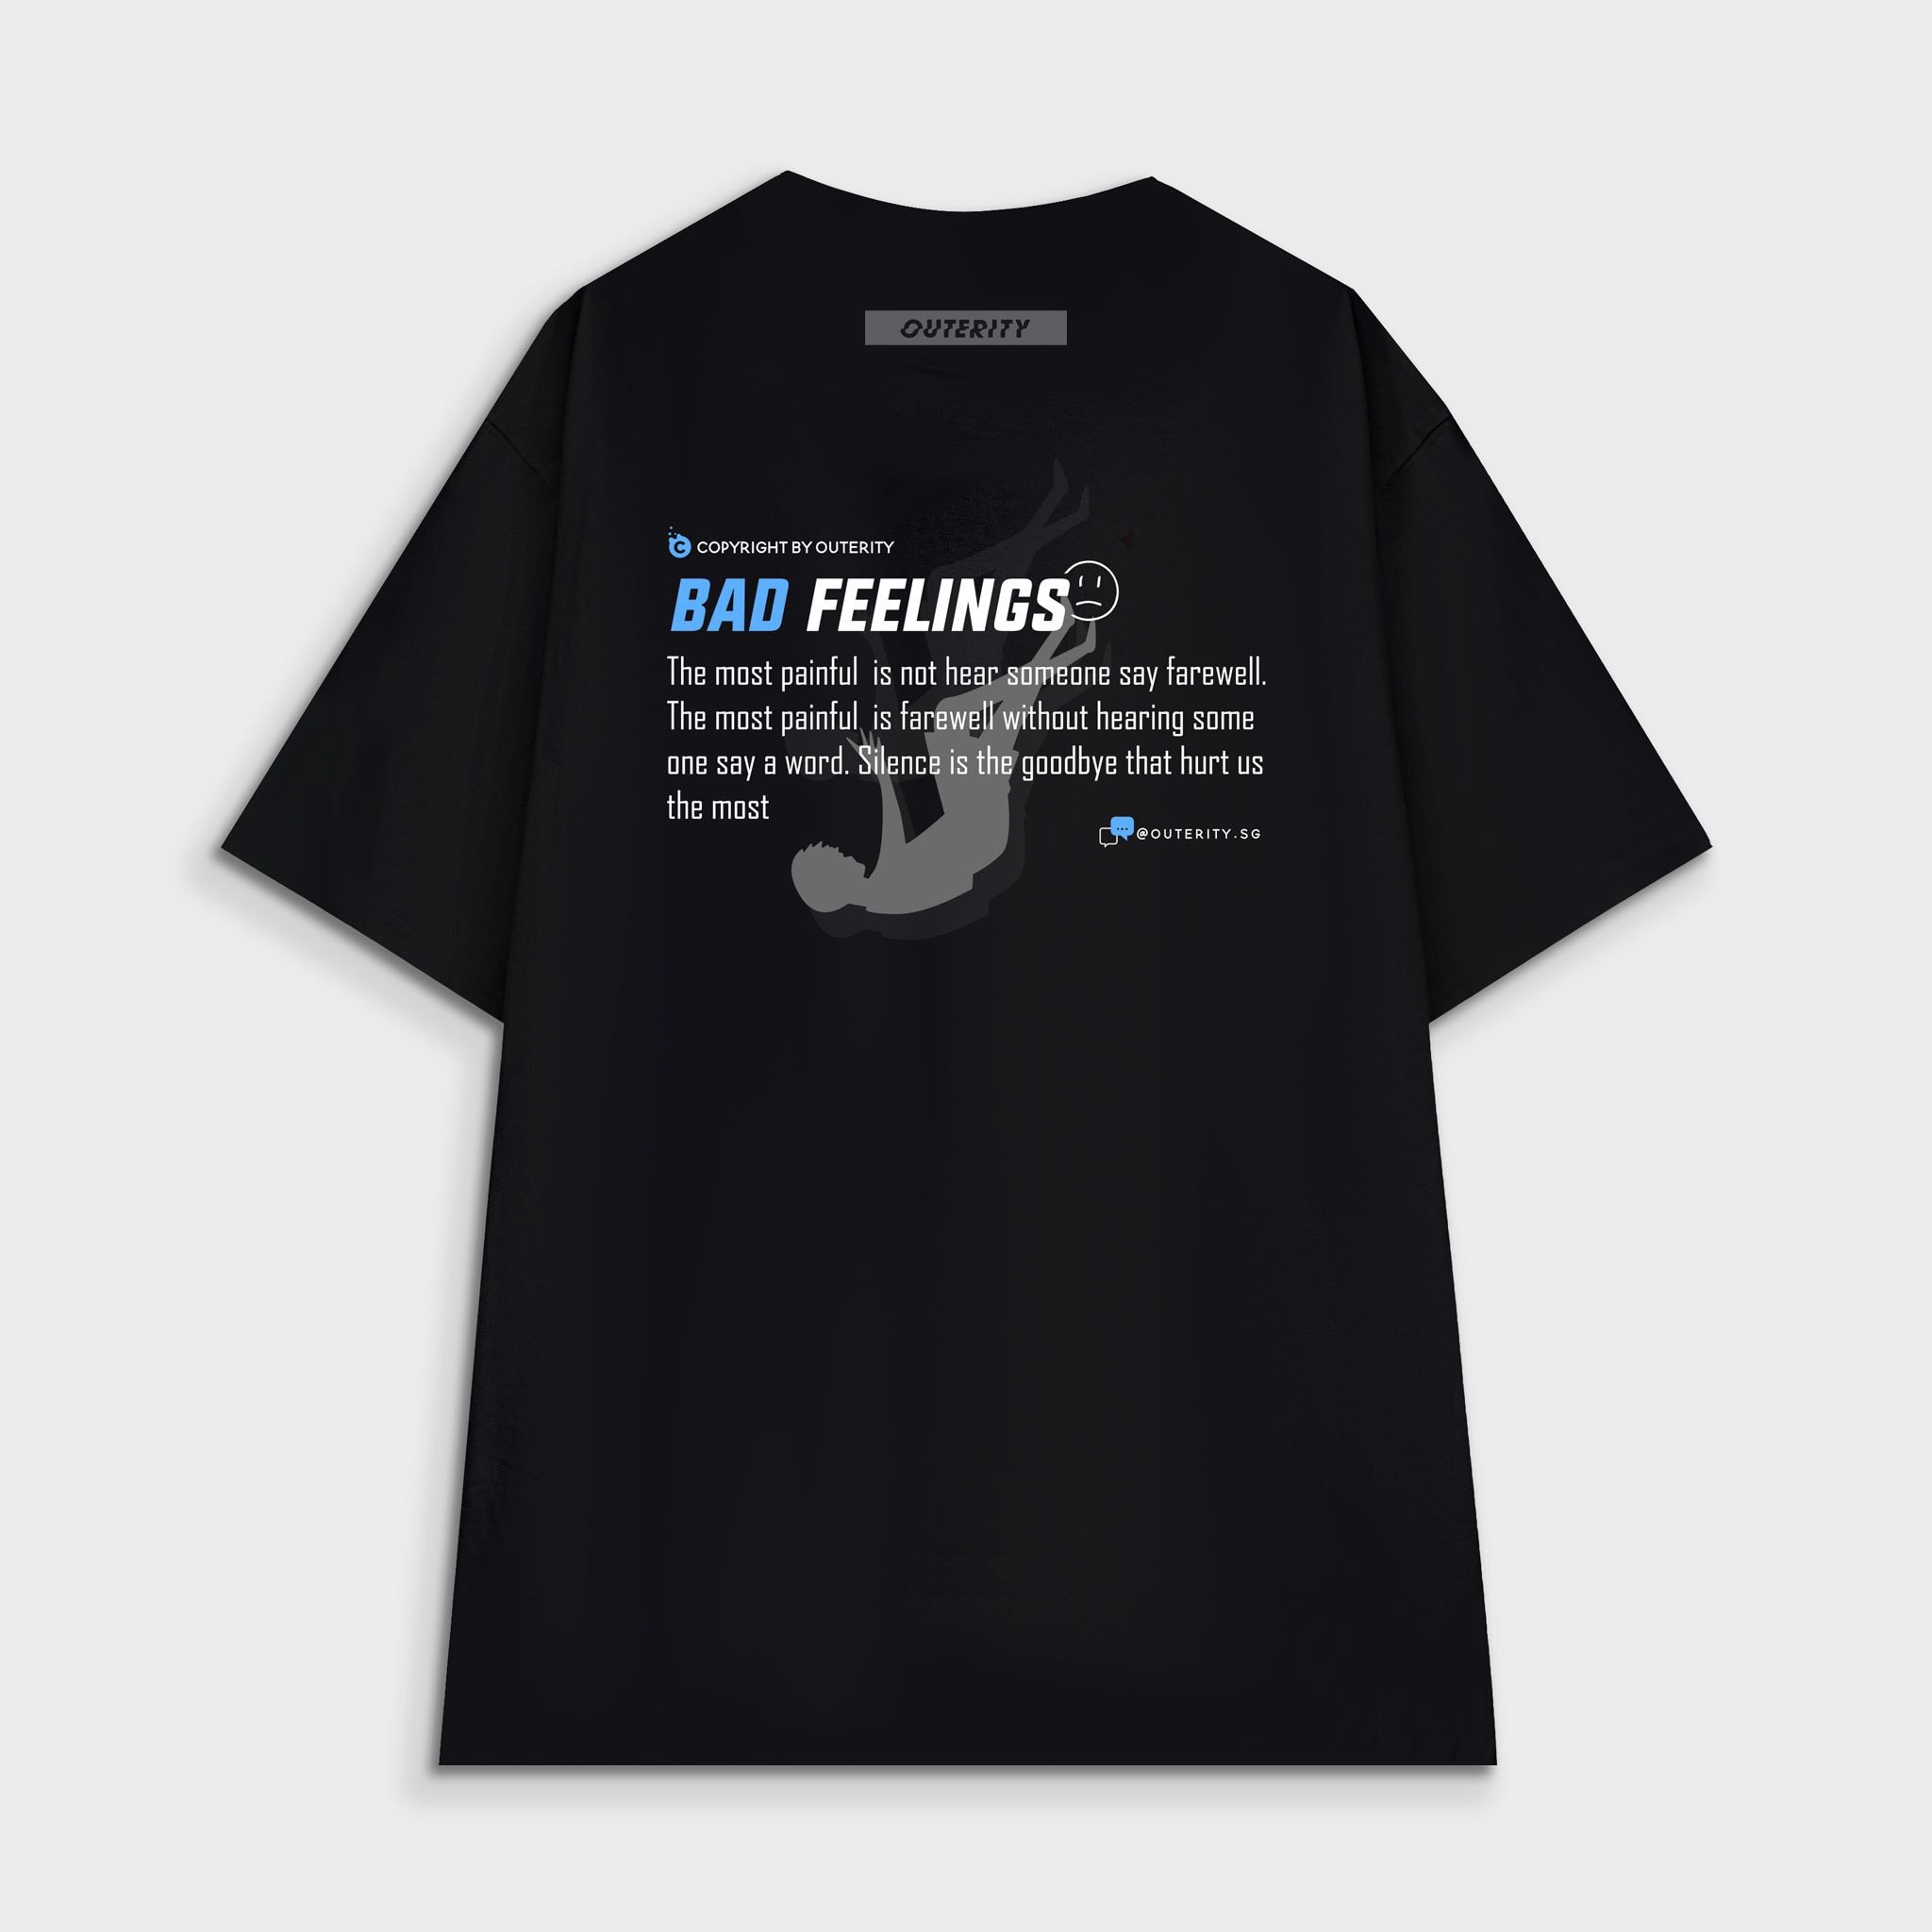 OUTERITY
C COPYRIGHT BY OUTERITY
BAD FEELINGS
The most painful  is not hear someone say farewell.
The most painful  is farewell without hearing some
one say a word. Silence is the goodbye that hurt us
the most
@OUTERITY.SG